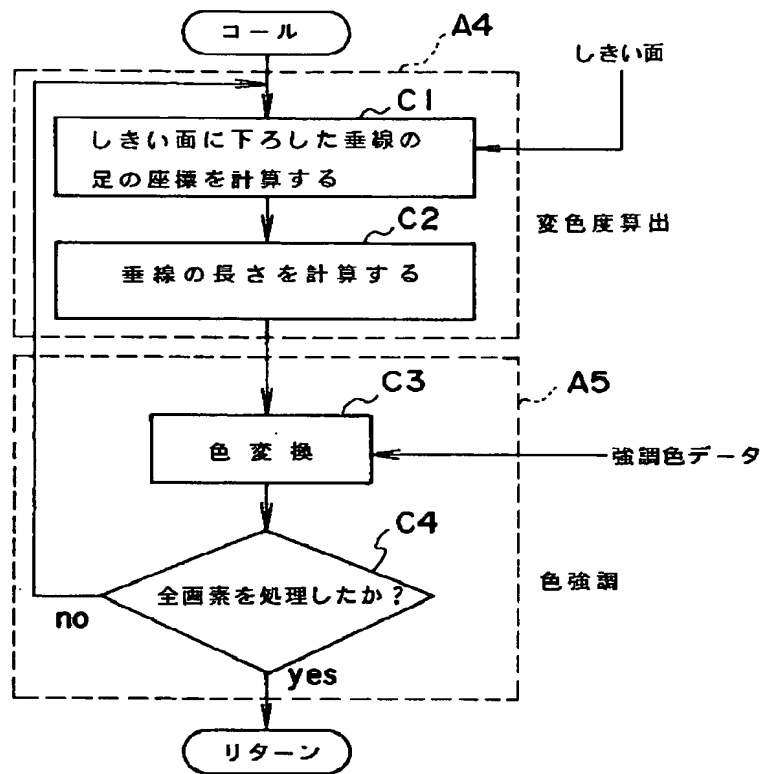 コール
A4
しきい面
C1
しきい面に下ろした垂線の
足の座標を計算する
C2
垂線の長さを計算する
変色度算出
C3
A5
色変換
強調色データ
C4
全画素を処理したか？
色強調
no
yes
リターン